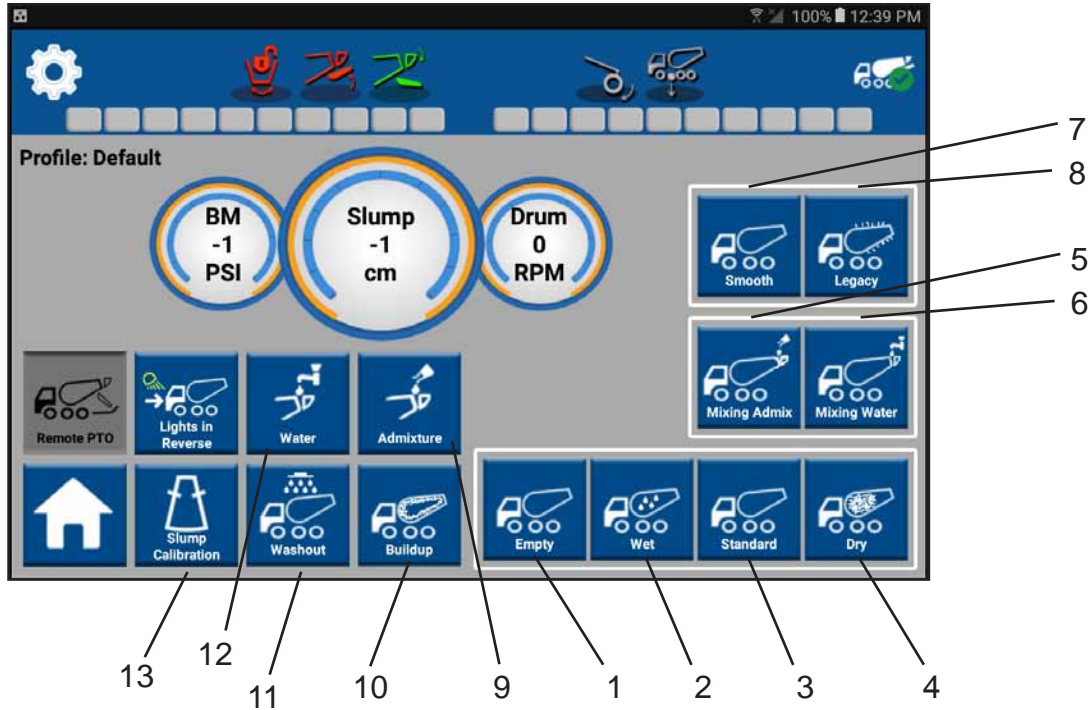 100% 12:39 PM
Profile: Default
BM
-1
PSI
Slump
-1
cm
Drum
0
RPM
7
8
Smooth
Legacy
5
6
Mixing Admix
Mixing Water
Remote PTO
Lights in
Reverse
Water
Admixture
Slump
Calibration
Washout
Buildup
Empty
Wet
Standard
Dry
13
12
11
10
9
1
2
3
4